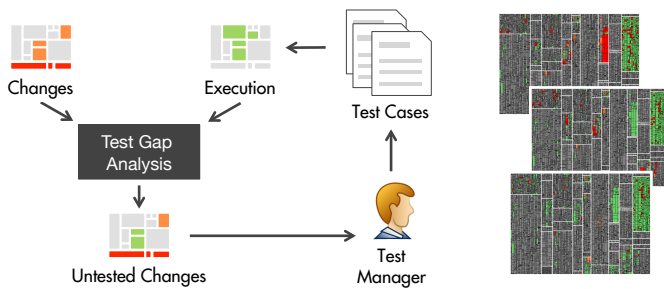 Changes
Execution
Test Cases
Test Gap
Analysis
Untested Changes
Test
Manager